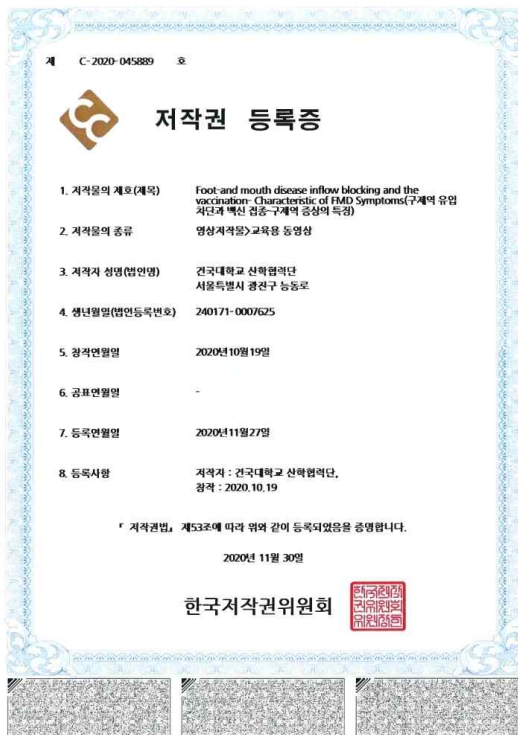 제 C-2020-045889 호
저작권 등록증
1. 저작물의 제호(제목) Foot-and mouth disease inflow blocking and the
vaccination- Characteristic of FMD Symptoms(구제역 유입
차단과 백신 접종-구제역 증상의 특징)
2. 저작물의 종류 영상저작물>교육용 동영상
3. 저작자 성명(법인명) 건국대학교 산학협력단
서울특별시 광진구 능동로
4. 생년월일(법인등록번호) 240171-0007625
5. 창작연월일 2020년10월19일
6. 공표연월일 -
7. 등록연월일 2020년11월27일
8. 등록사항 저작자 : 건국대학교 산학협력단,
창작 : 2020.10.19
『 저작권법』 제53조에 따라 위와 같이 등록되었음을 증명합니다.
2020년 11월 30일
한국저작권위원회